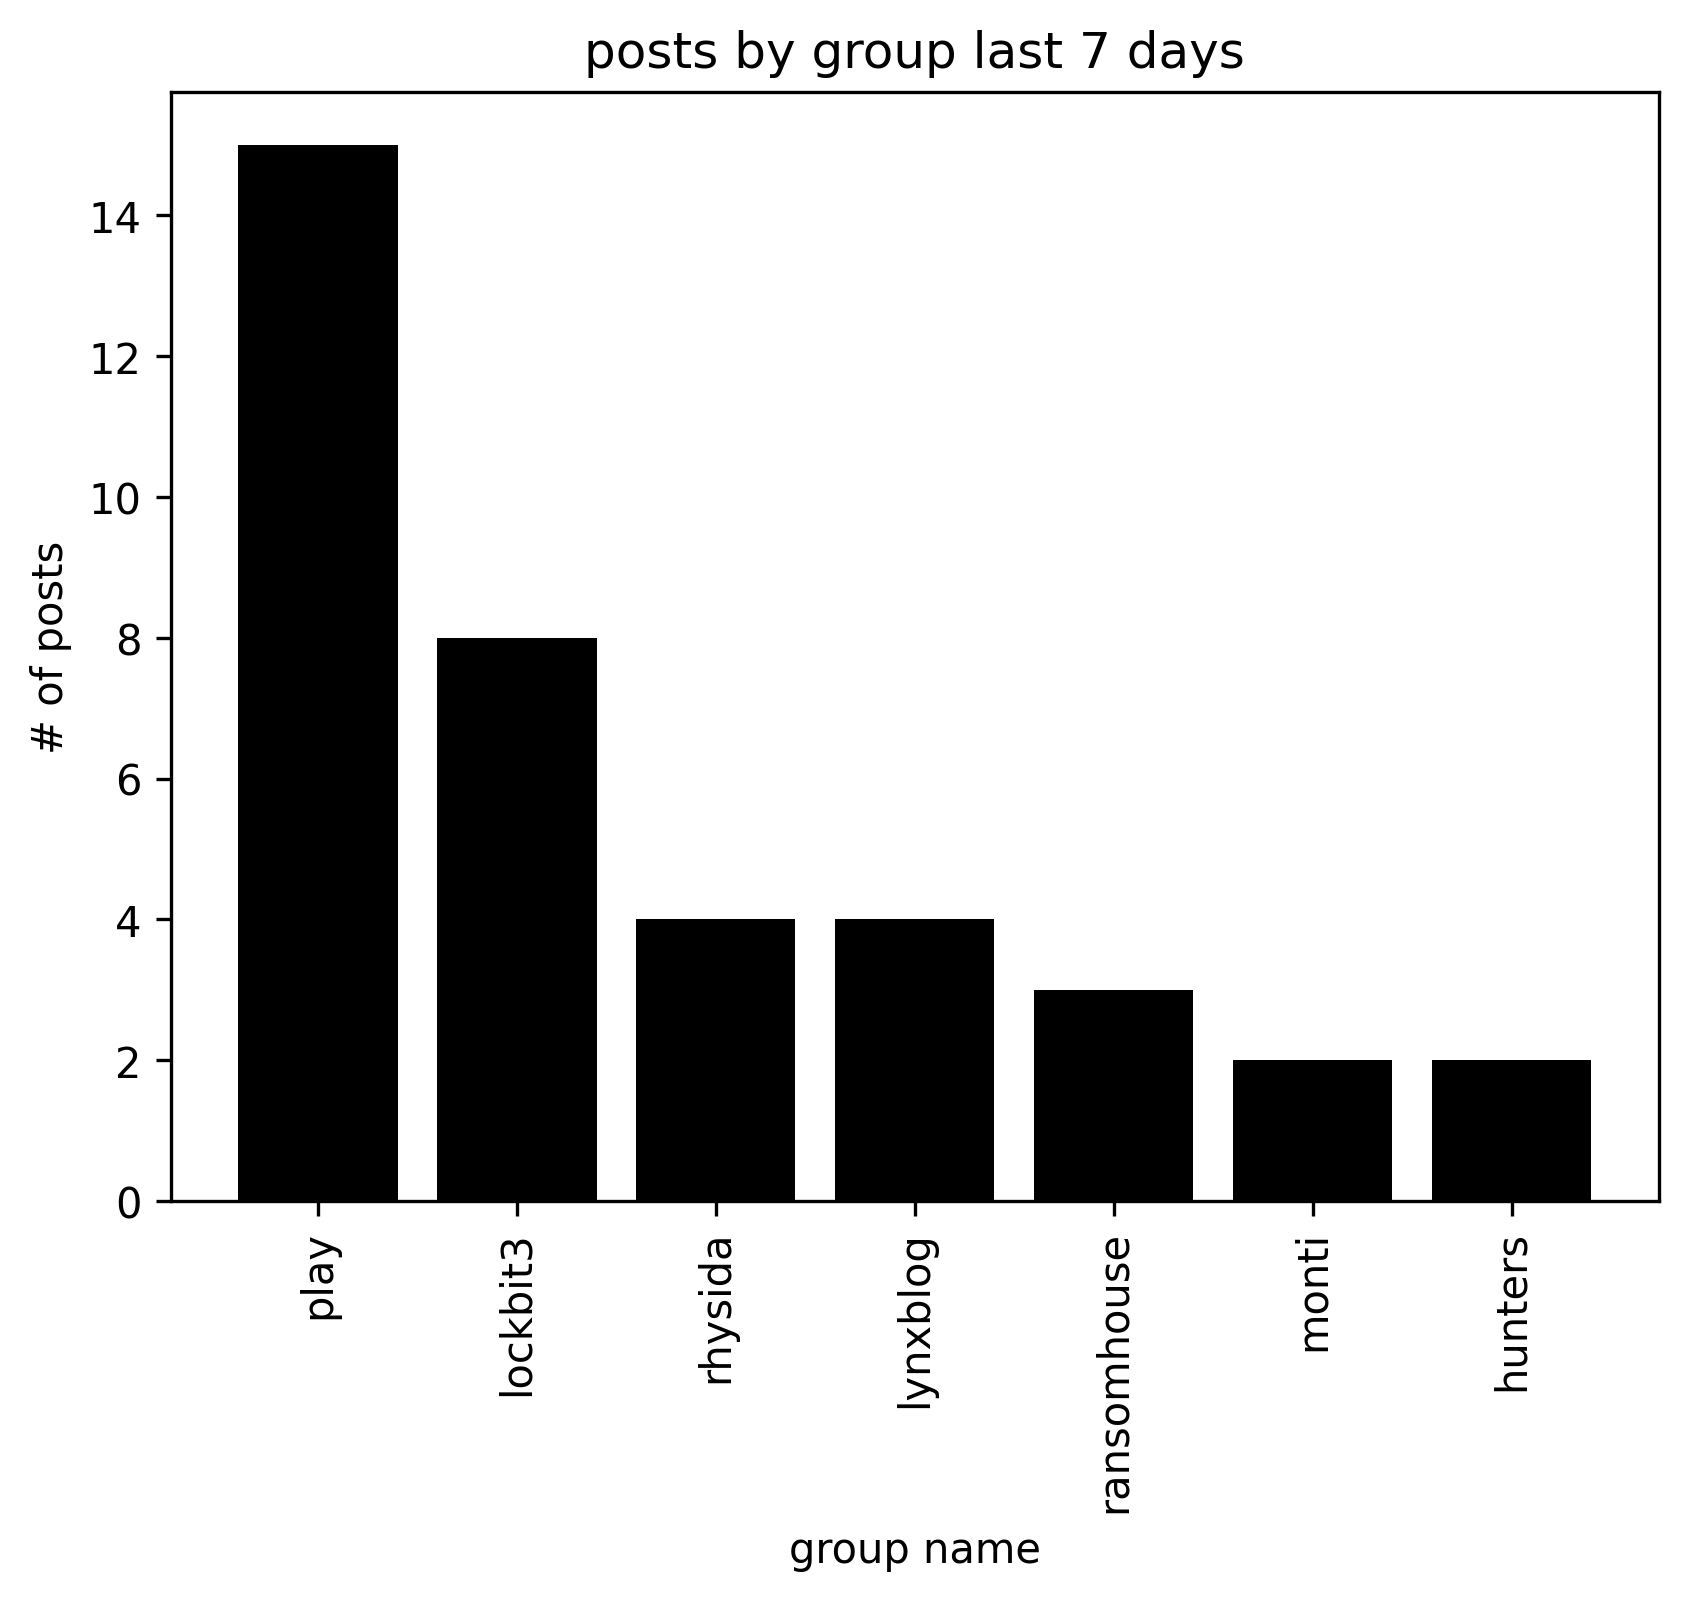 posts by group last 7 days
# of posts
14
12
10
8
6
4
2
0
play
lockbit3
rhysida
lynxblog
ransomhouse
monti
hunters
group name